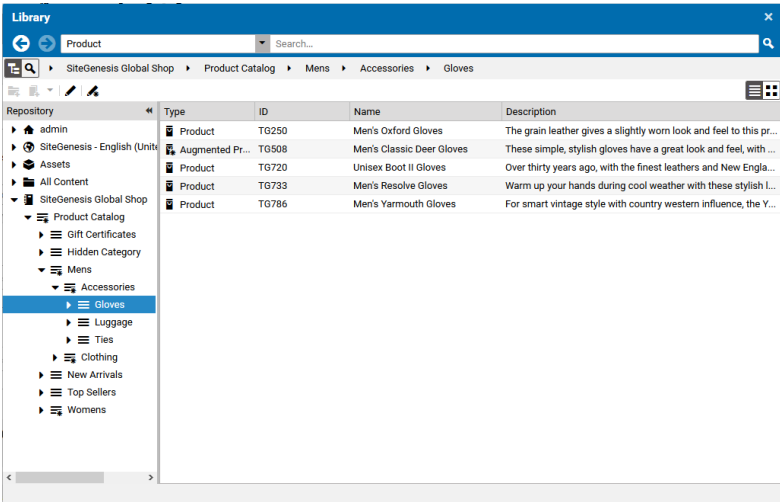 Library
Product Search...
SiteGenesis Global Shop Product Catalog Mens Accessories Gloves
Repository
admin
SiteGenesis - English (Unite
Assets
All Content
SiteGenesis Global Shop
Product Catalog
Gift Certificates
Hidden Category
Mens
Accessories
Gloves
Luggage
Ties
Clothing
New Arrivals
Top Sellers
Womens
Type ID Name Description
Product TG250 Men's Oxford Gloves The grain leather gives a slightly worn look and feel to this pr...
Augmented Pr... TG508 Men's Classic Deer Gloves These simple, stylish gloves have a great look and feel, with ...
Product TG720 Unisex Boot II Gloves Over thirty years ago, with the finest leathers and New Engla...
Product TG733 Men's Resolve Gloves Warm up your hands during cool weather with these stylish l...
Product TG786 Men's Yarmouth Gloves For smart vintage style with country western influence, the Y...